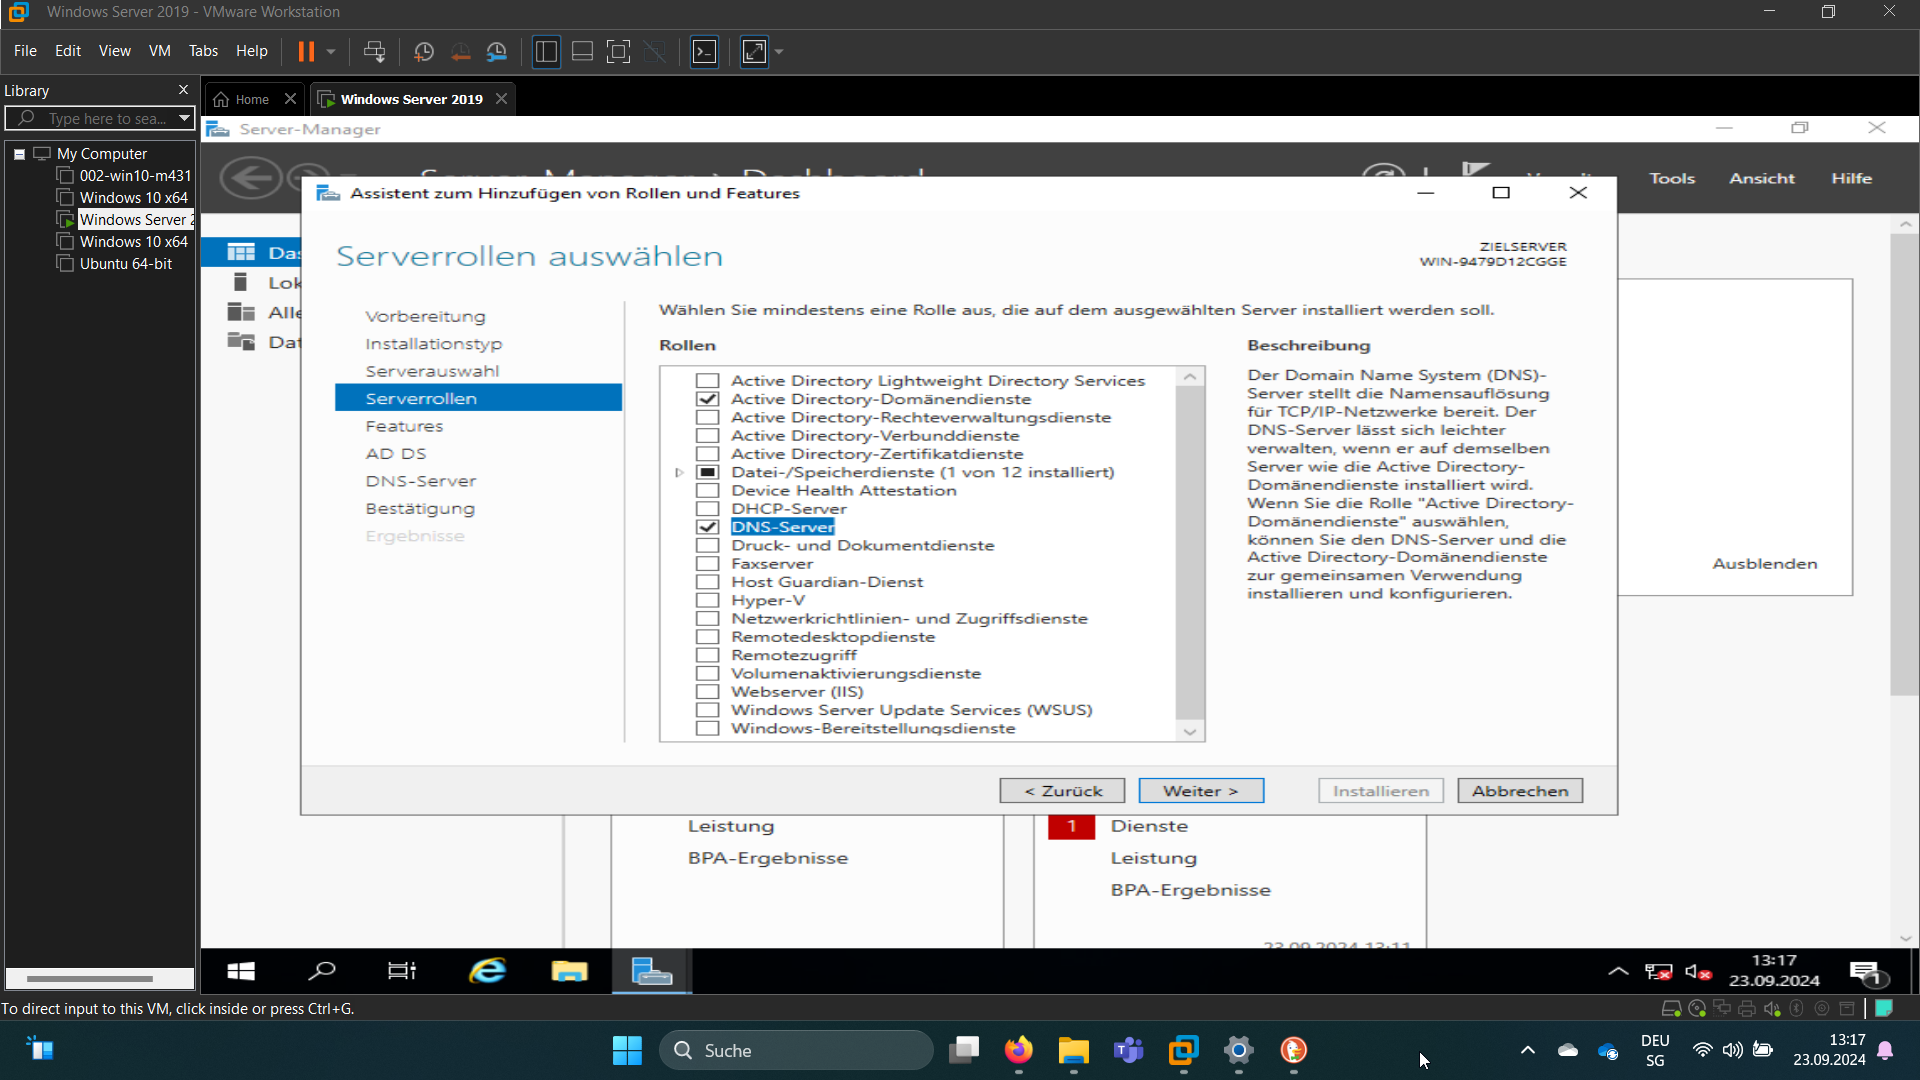 Windows Server 2019 - VMware Workstation
File Edit View VM Tabs Help
Library
Home
Windows Server 2019
Type here to sea...
Server-Manager
My Computer
002-win10-m431
Windows 10 x64
Windows Server 2
Windows 10 x64
Ubuntu 64-bit
Tools Ansicht Hilfe
Assistent zum Hinzufügen von Rollen und Features
Serverrollen auswählen
ZIELSERVER
WIN-9479D12CGGE
Das
Lok
Alle
Dat
Vorbereitung
Installationstyp
Serverauswahl
Serverrollen
Features
AD DS
DNS-Server
Bestätigung
Ergebnisse
Wählen Sie mindestens eine Rolle aus, die auf dem ausgewählten Server installiert werden soll.
Rollen
Active Directory Lightweight Directory Services
Active Directory-Domänendienste
Active Directory-Rechteverwaltungsdienste
Active Directory-Verbunddienste
Active Directory-Zertifikatdienste
Datei-/Speicherdienste (1 von 12 installiert)
Device Health Attestation
DHCP-Server
DNS-Server
Druck- und Dokumentdienste
Faxserver
Host Guardian-Dienst
Hyper-V
Netzwerkrichtlinien- und Zugriffsdienste
Remotedesktopdienste
Remotezugriff
Volumenaktivierungsdienste
Webserver (IIS)
Windows Server Update Services (WSUS)
Windows-Bereitstellungsdienste
Beschreibung
Der Domain Name System (DNS)-
Server stellt die Namensauflösung
für TCP/IP-Netzwerke bereit. Der
DNS-Server lässt sich leichter
verwalten, wenn er auf demselben
Server wie die Active Directory-
Domänendienste installiert wird.
Wenn Sie die Rolle "Active Directory-
Domänendienste" auswählen,
können Sie den DNS-Server und die
Active Directory-Domänendienste
zur gemeinsamen Verwendung
installieren und konfigurieren.
Ausblenden
< Zurück
Weiter >
Installieren
Abbrechen
Leistung
BPA-Ergebnisse
1 Dienste
Leistung
BPA-Ergebnisse
23.09.2024 13:11
13:17
23.09.2024
1
To direct input to this VM, click inside or press Ctrl+G.
Suche
DEU
SG
13:17
23.09.2024